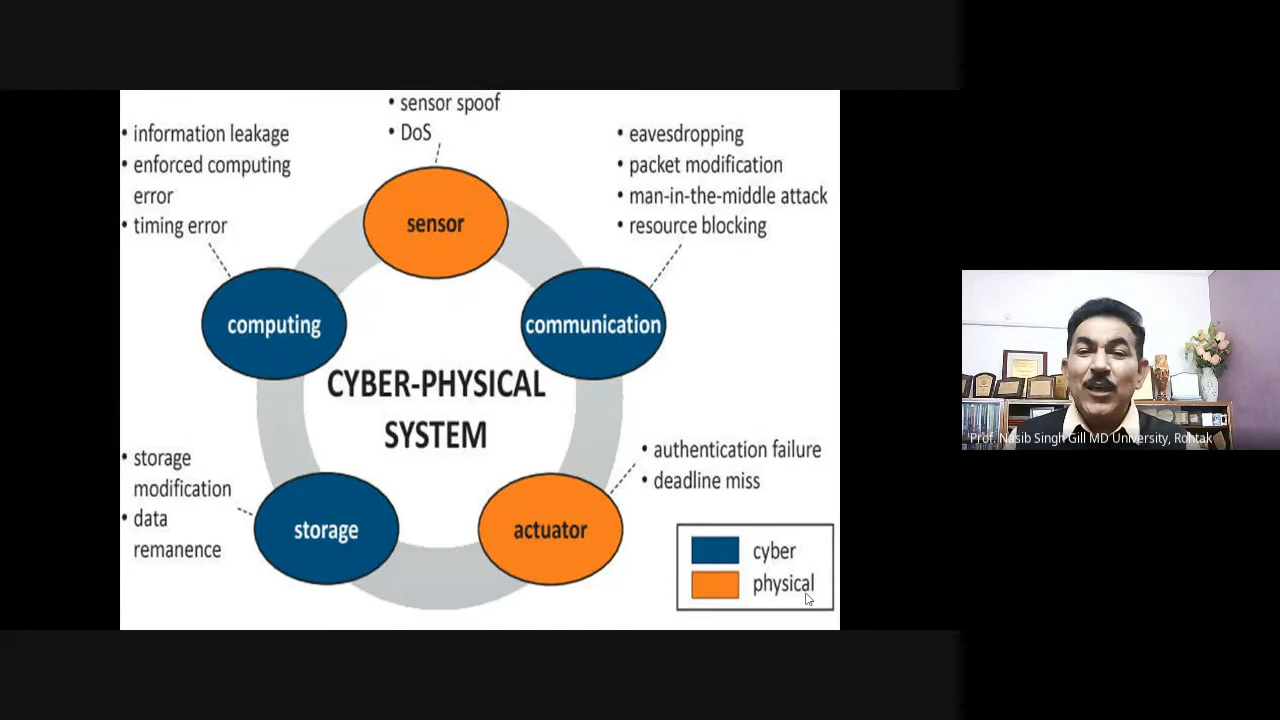 • sensor spoof
• DoS
• information leakage
• enforced computing
error
• timing error
• eavesdropping
• packet modification
• man-in-the-middle attack
• resource blocking
sensor
computing
communication
CYBER-PHYSICAL
SYSTEM
• storage
modification
• data
remanence
• authentication failure
• deadline miss
storage
actuator
cyber
physical
Prof. Nasib Singh Gill MD University, Rohtak